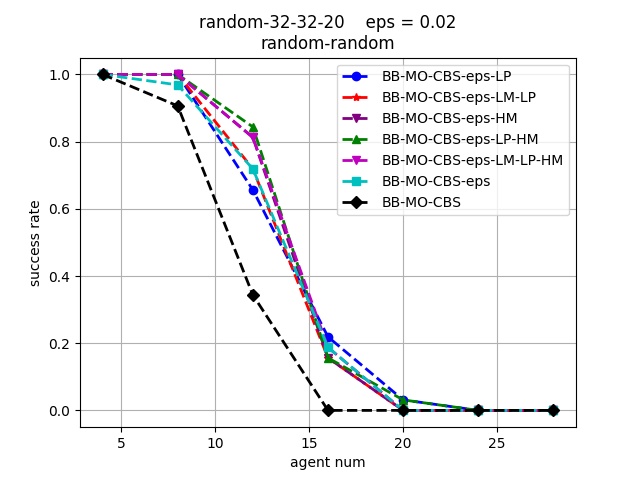 random-32-32-20    eps = 0.02
random-random
1.0
0.8
0.6
0.4
0.2
0.0
success rate
5
10
15
20
25
agent num
BB-MO-CBS-eps-LP
BB-MO-CBS-eps-LM-LP
BB-MO-CBS-eps-HM
BB-MO-CBS-eps-LP-HM
BB-MO-CBS-eps-LM-LP-HM
BB-MO-CBS-eps
BB-MO-CBS